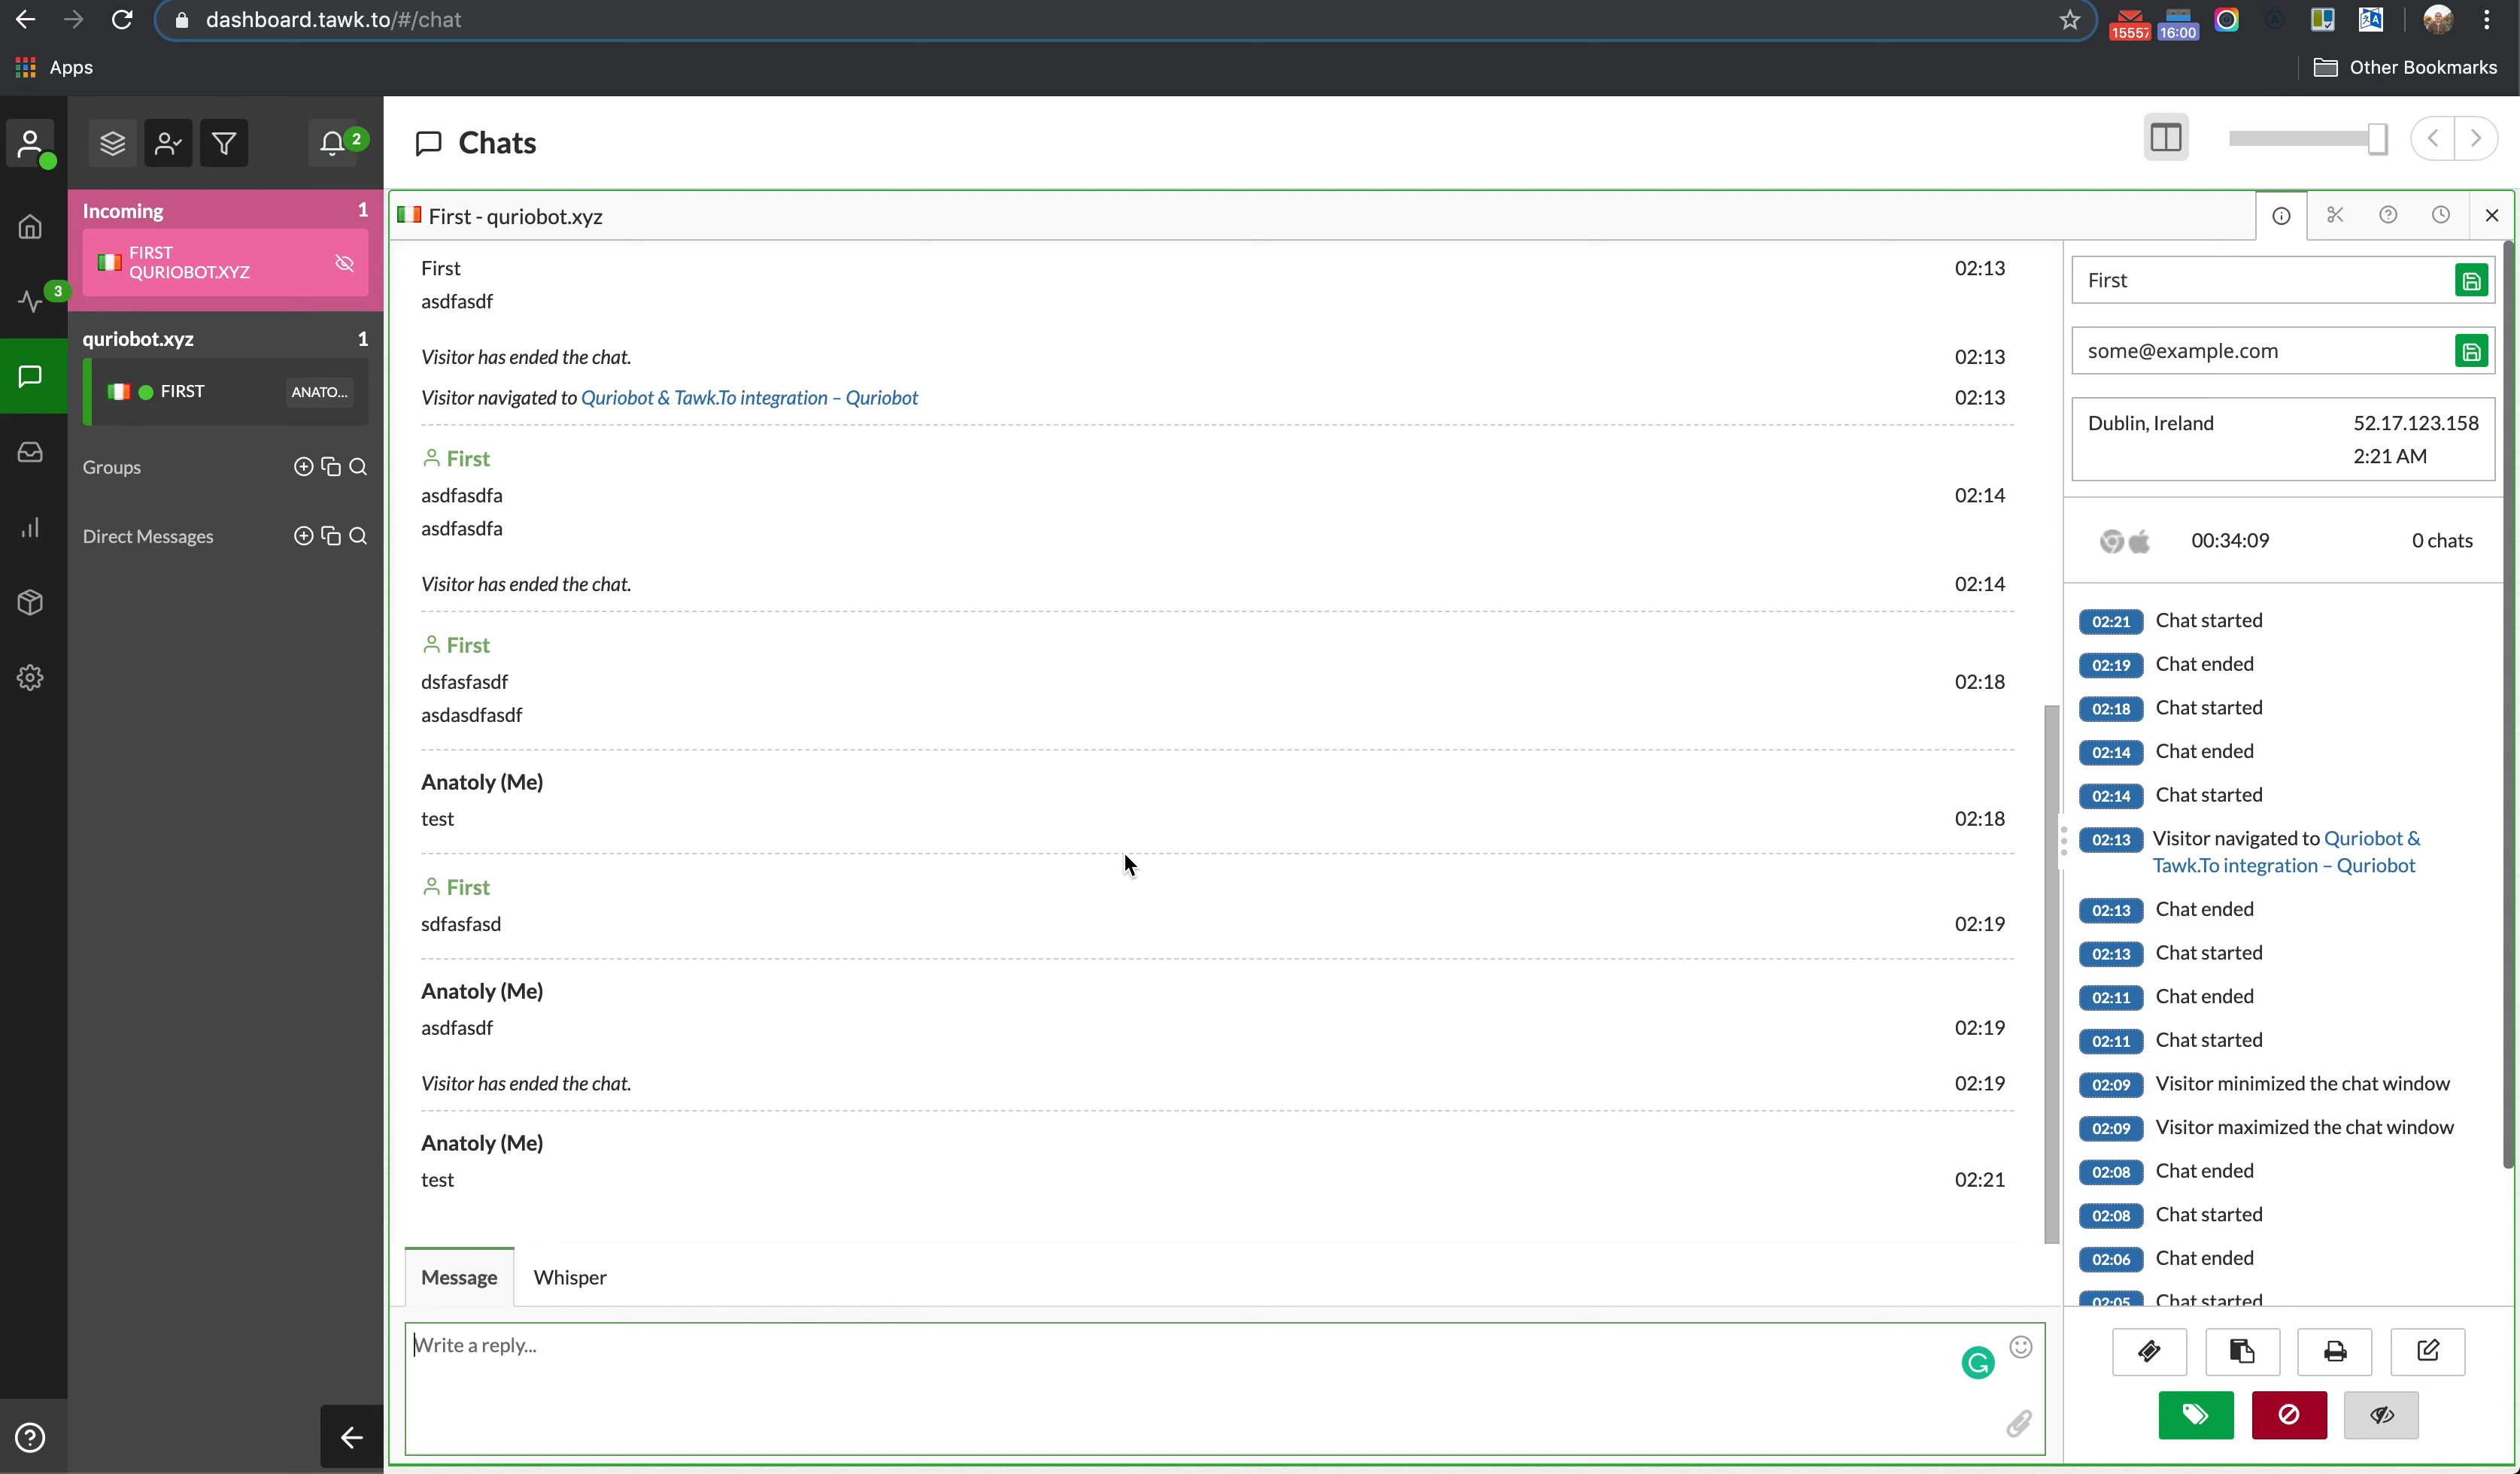 dashboard.tawk.to/#/chat
15557
16:00
Apps
Other Bookmarks
2
Chats
Incoming 1
FIRST
QURIOBOT.XYZ
3
quriobot.xyz 1
FIRST ANATO...
Groups
Direct Messages
First - quriobot.xyz
First 02:13
asdfasdf
Visitor has ended the chat. 02:13
Visitor navigated to Quriobot & Tawk.To integration – Quriobot 02:13
First
asdfasdfa 02:14
asdfasdfa
Visitor has ended the chat. 02:14
First
dsfasfasdf 02:18
asdasdfasdf
Anatoly (Me)
test 02:18
First
sdfasfasd 02:19
Anatoly (Me)
asdfasdf 02:19
Visitor has ended the chat. 02:19
Anatoly (Me)
test 02:21
Message Whisper
Write a reply...
First
some@example.com
Dublin, Ireland 52.17.123.158
2:21 AM
00:34:09 0 chats
02:21 Chat started
02:19 Chat ended
02:18 Chat started
02:14 Chat ended
02:14 Chat started
02:13 Visitor navigated to Quriobot &
Tawk.To integration – Quriobot
02:13 Chat ended
02:13 Chat started
02:11 Chat ended
02:11 Chat started
02:09 Visitor minimized the chat window
02:09 Visitor maximized the chat window
02:08 Chat ended
02:08 Chat started
02:06 Chat ended
02:05 Chat started